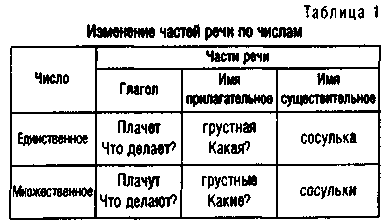 Таблица 1
Изменение частей речи по числам
Число
Части речи
Глагол
Имя прилагательное
Имя существительное
Единственное
Плачет
Что делает?
грустная
Какая?
сосулька
Множественное
Плачут
Что делают?
грустные
Какие?
сосульки